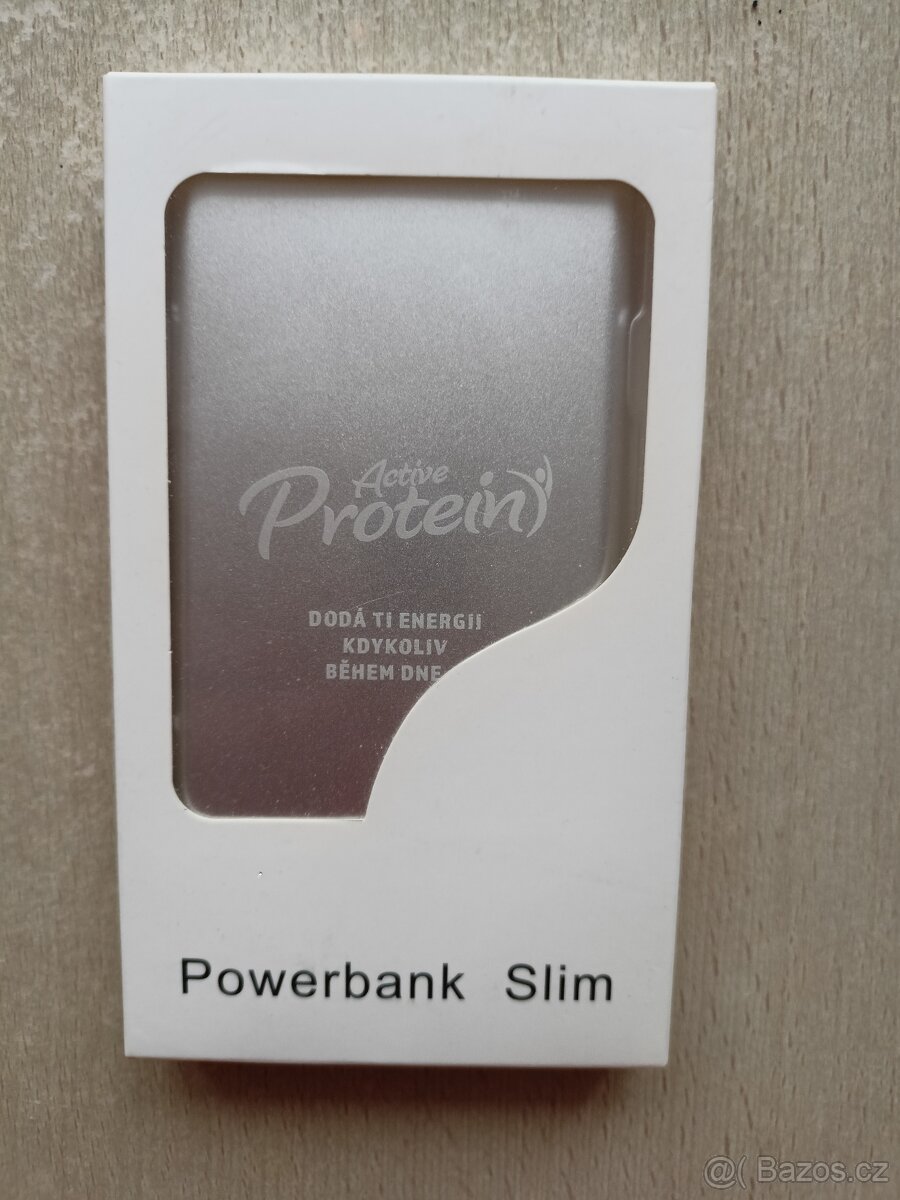 Active
Protein
DODÁ TI ENERGII
KDYKOLIV
BĚHEM DNE
Powerbank Slim
@( Bazos.cz